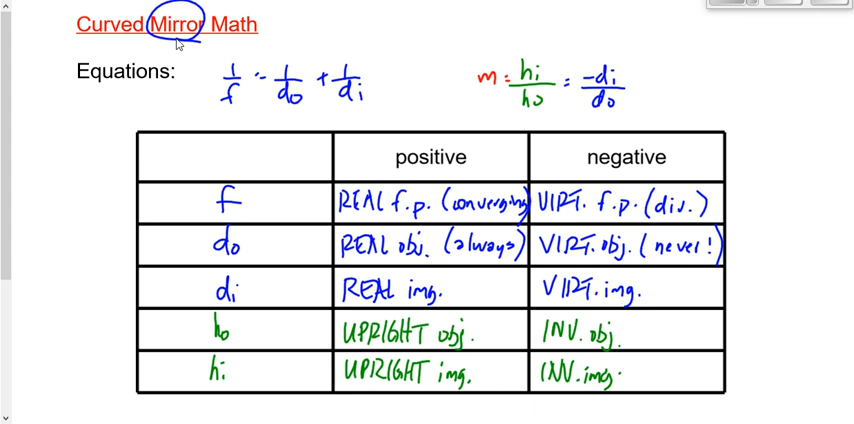 Curved Mirror Math
Equations: 1/f = 1/do + 1/di m = hi/ho = -di/do
positive negative
f REAL f.p. (converging) VIRT. f.p. (div.)
do REAL obj. (always) VIRT. obj. (never!)
di REAL img. VIRT. img.
ho UPRIGHT obj. INV. obj.
hi UPRIGHT img. INV. img.